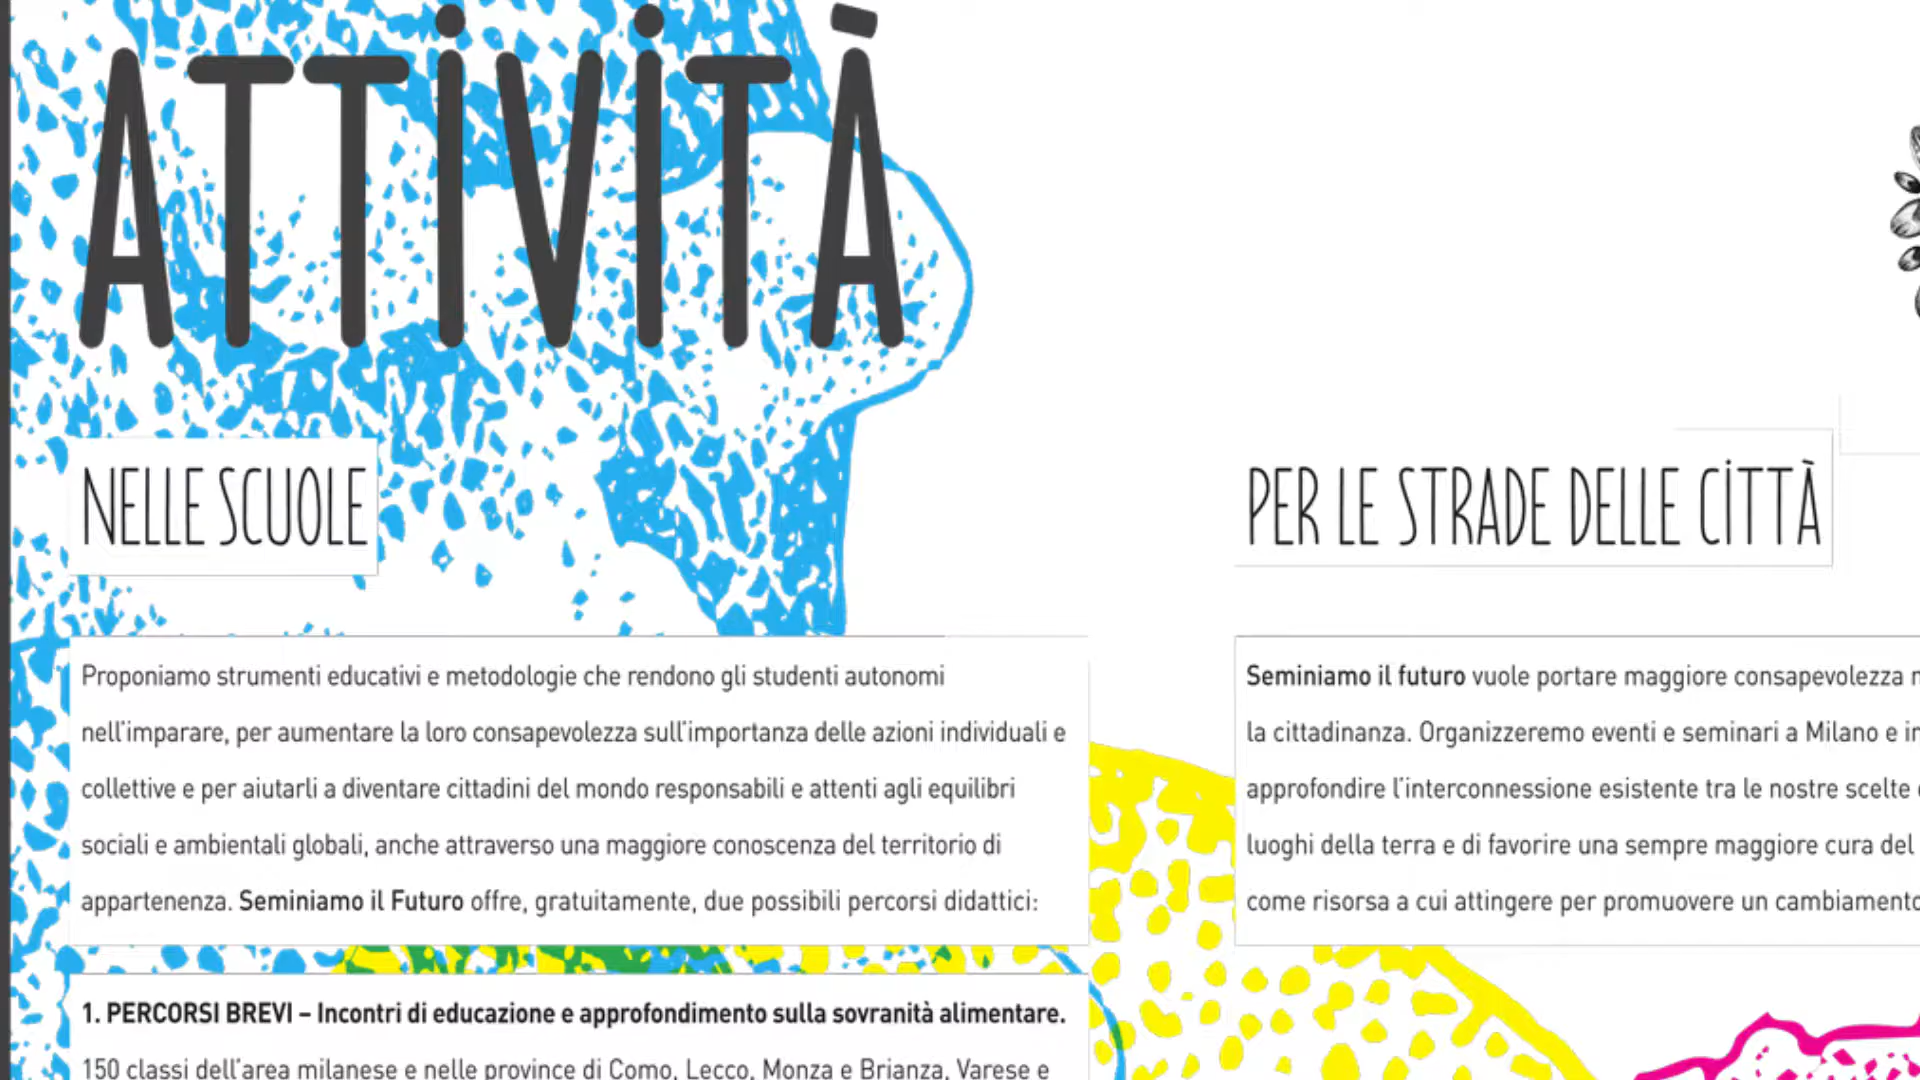 ATTIVITÀ
NELLE SCUOLE
Proponiamo strumenti educativi e metodologie che rendono gli studenti autonomi
nell'imparare, per aumentare la loro consapevolezza sull'importanza delle azioni individuali e
collettive e per aiutarli a diventare cittadini del mondo responsabili e attenti agli equilibri
sociali e ambientali globali, anche attraverso una maggiore conoscenza del territorio di
appartenenza. Seminiamo il Futuro offre, gratuitamente, due possibili percorsi didattici:
1. PERCORSI BREVI – Incontri di educazione e approfondimento sulla sovranità alimentare.
150 classi dell'area milanese e nelle province di Como, Lecco, Monza e Brianza, Varese e
PER LE STRADE DELLE CITTÀ
Seminiamo il futuro vuole portare maggiore consapevolezza
la cittadinanza. Organizzeremo eventi e seminari a Milano e
approfondire l'interconnessione esistente tra le nostre scelte
luoghi della terra e di favorire una sempre maggiore cura del
come risorsa a cui attingere per promuovere un cambiamento